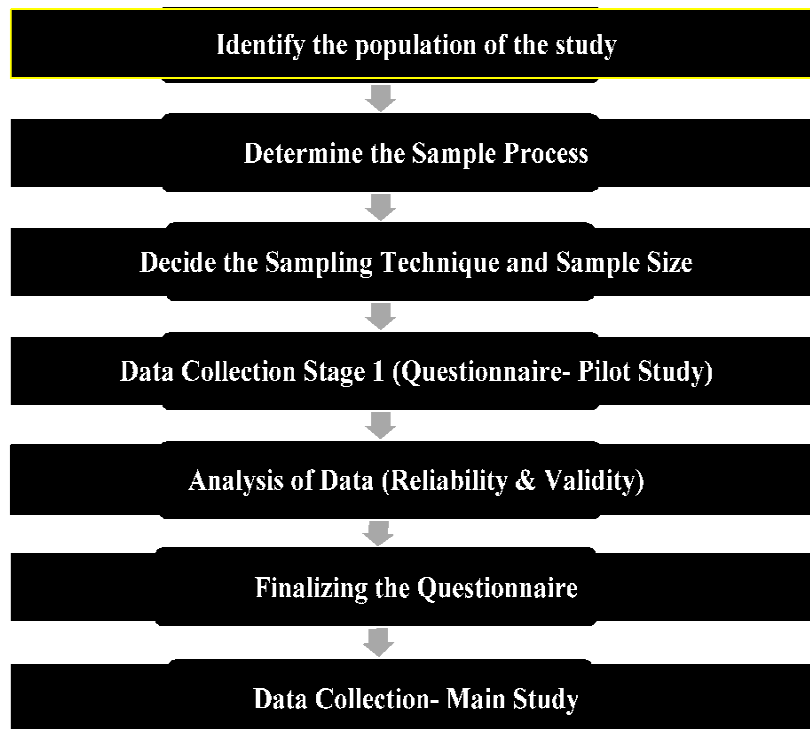 Identify the population of the study
Determine the Sample Process
Decide the Sampling Technique and Sample Size
Data Collection Stage 1 (Questionnaire- Pilot Study)
Analysis of Data (Reliability & Validity)
Finalizing the Questionnaire
Data Collection- Main Study